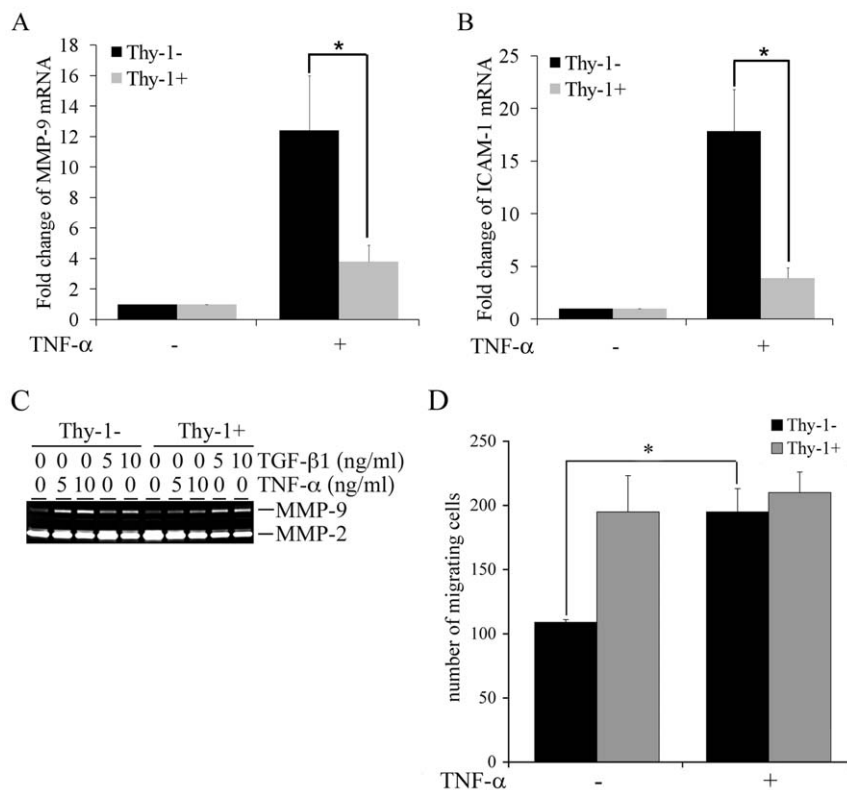 A
Fold change of MMP-9 mRNA
18
16
14
12
10
8
6
4
2
0
Thy-1-
Thy-1+
*
TNF-α - +
B
Fold change of ICAM-1 mRNA
25
20
15
10
5
0
Thy-1-
Thy-1+
*
TNF-α - +
C
Thy-1- Thy-1+
0 0 0 5 10 0 0 0 5 10 TGF-β1 (ng/ml)
0 5 10 0 0 0 5 10 0 0 TNF-α (ng/ml)
MMP-9
MMP-2
D
number of migrating cells
250
200
150
100
50
0
Thy-1-
Thy-1+
*
TNF-α - +